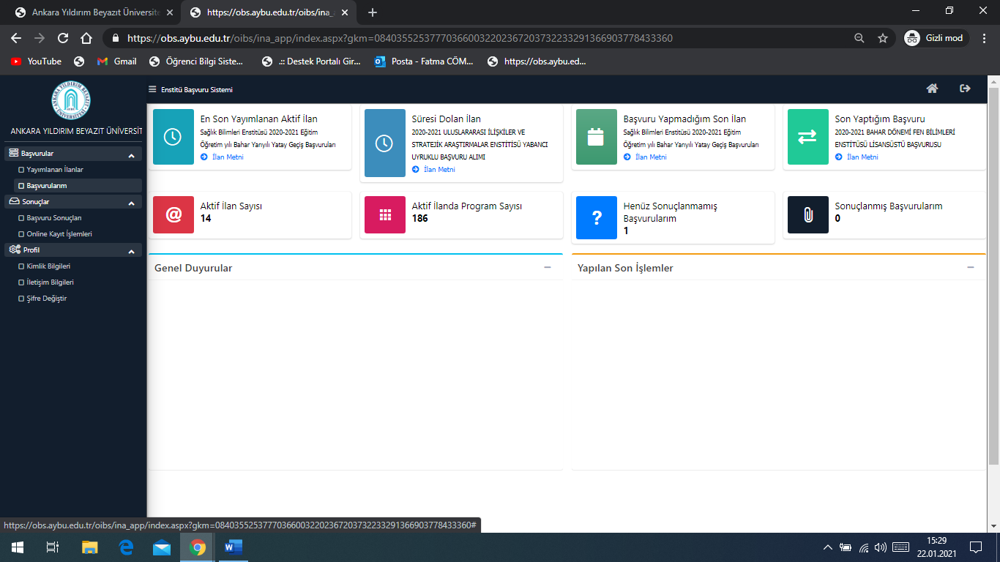 Ankara Yıldırım Beyazıt Üniversite
https://obs.aybu.edu.tr/oibs/ina_
https://obs.aybu.edu.tr/oibs/ina_app/index.aspx?gkm=0840355253777036600322023672037322333291366903778433360
Gizli mod
YouTube
Gmail
Öğrenci Bilgi Siste...
.:: Destek Portalı Gir...
Posta - Fatma CÖM...
https://obs.aybu.ed...
ANKARA YILDIRIM BEYAZIT ÜNİVERSİT
Başvurular
Yayımlanan İlanlar
Başvurularım
Sonuçlar
Başvuru Sonuçları
Online Kayıt İşlemleri
Profil
Kimlik Bilgileri
İletişim Bilgileri
Şifre Değiştir
Enstitü Başvuru Sistemi
En Son Yayımlanan Aktif İlan
Sağlık Bilimleri Enstitüsü 2020-2021 Eğitim
Öğretim yılı Bahar Yarıyılı Yatay Geçiş Başvuruları
İlan Metni
Süresi Dolan İlan
2020-2021 ULUSLARARASI İLİŞKİLER VE
STRATEJİK ARAŞTIRMALAR ENSTİTİSÜ YABANCI
UYRUKLU BAŞVURU ALIMI
İlan Metni
Başvuru Yapmadığım Son İlan
Sağlık Bilimleri Enstitüsü 2020-2021 Eğitim
Öğretim yılı Bahar Yarıyılı Yatay Geçiş Başvuruları
İlan Metni
Son Yaptığım Başvuru
2020-2021 BAHAR DÖNEMİ FEN BİLİMLERİ
ENSTİTÜSÜ LİSANSÜSTÜ BAŞVURUSU
İlan Metni
Aktif İlan Sayısı
14
Aktif İlanda Program Sayısı
186
Henüz Sonuçlanmamış
Başvurularım
1
Sonuçlanmış Başvurularım
0
Genel Duyurular
Yapılan Son İşlemler
https://obs.aybu.edu.tr/oibs/ina_app/index.aspx?gkm=0840355253777036600322023672037322333291366903778433360#
15:29
22.01.2021